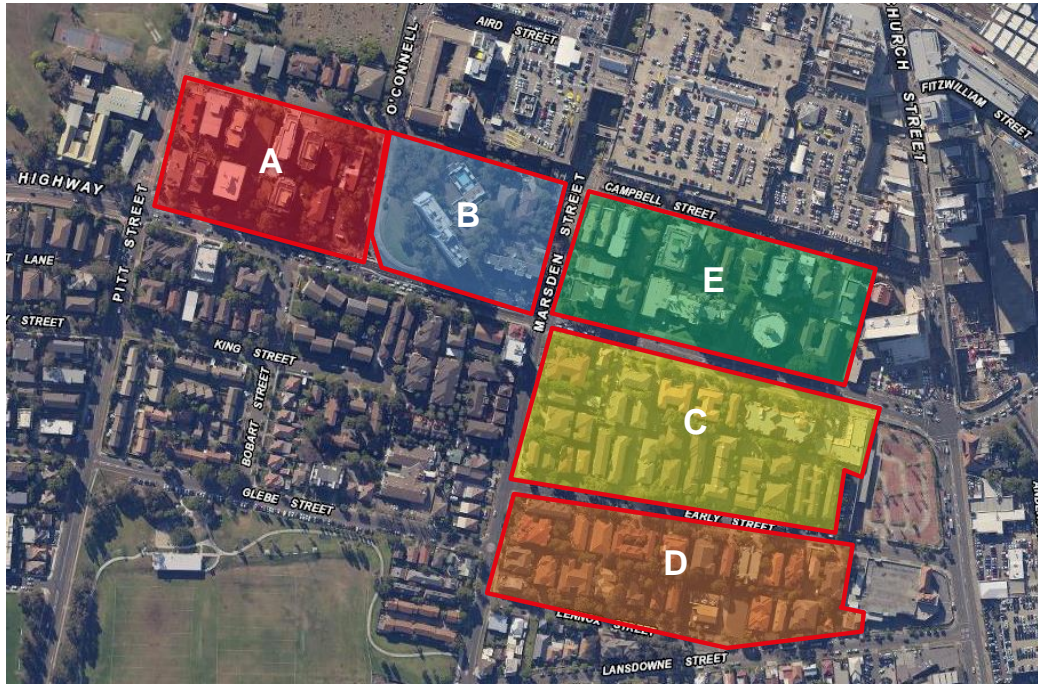 AIRD STREET
O'CONNELL
CHURCH STREET
FITZWILLIAM STREET
A
HIGHWAY
B
CAMPBELL STREET
PITT STREET
MARSDEN STREET
E
LANE
STREET
KING STREET
BOBART STREET
C
GLEBE STREET
EARLY STREET
D
LENNOX STREET
LANSDOWNE STREET